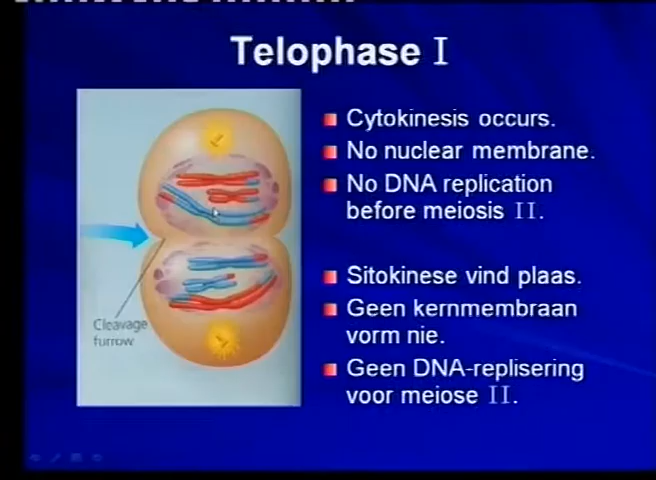 Telophase I
Cytokinesis occurs.
No nuclear membrane.
No DNA replication
before meiosis II.
Sitokinese vind plaas.
Geen kernmembraan
vorm nie.
Geen DNA-replisering
voor meiose II.
Cleavage
furrow